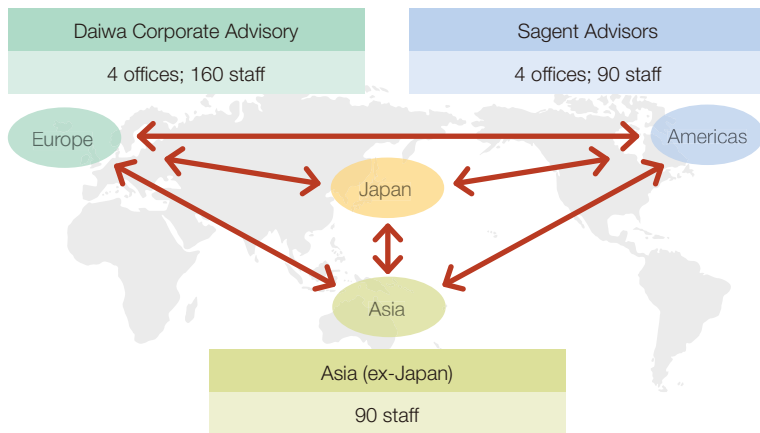 Daiwa Corporate Advisory
4 offices; 160 staff
Sagent Advisors
4 offices; 90 staff
Europe
Americas
Japan
Asia
Asia (ex-Japan)
90 staff